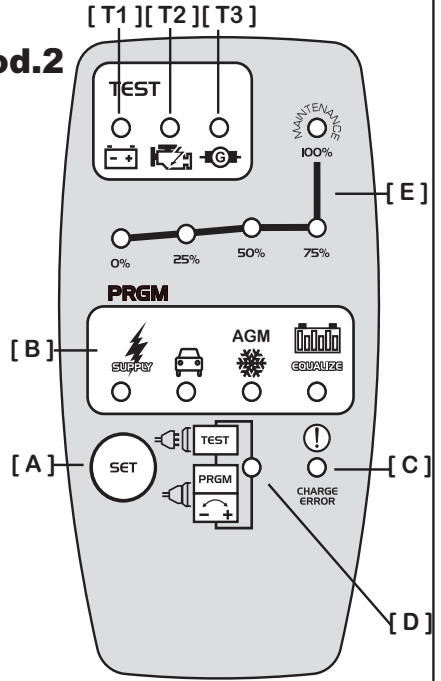 [ T1 ][ T2 ][ T3 ]
od.2
TEST
MAINTENANCE
100%
[ E ]
0% 25% 50% 75%
PRGM
[ B ]
SUPPLY AGM EQUALIZE
[ A ]
SET
TEST
PRGM
- +
CHARGE
ERROR
[ C ]
[ D ]
- +
G
!